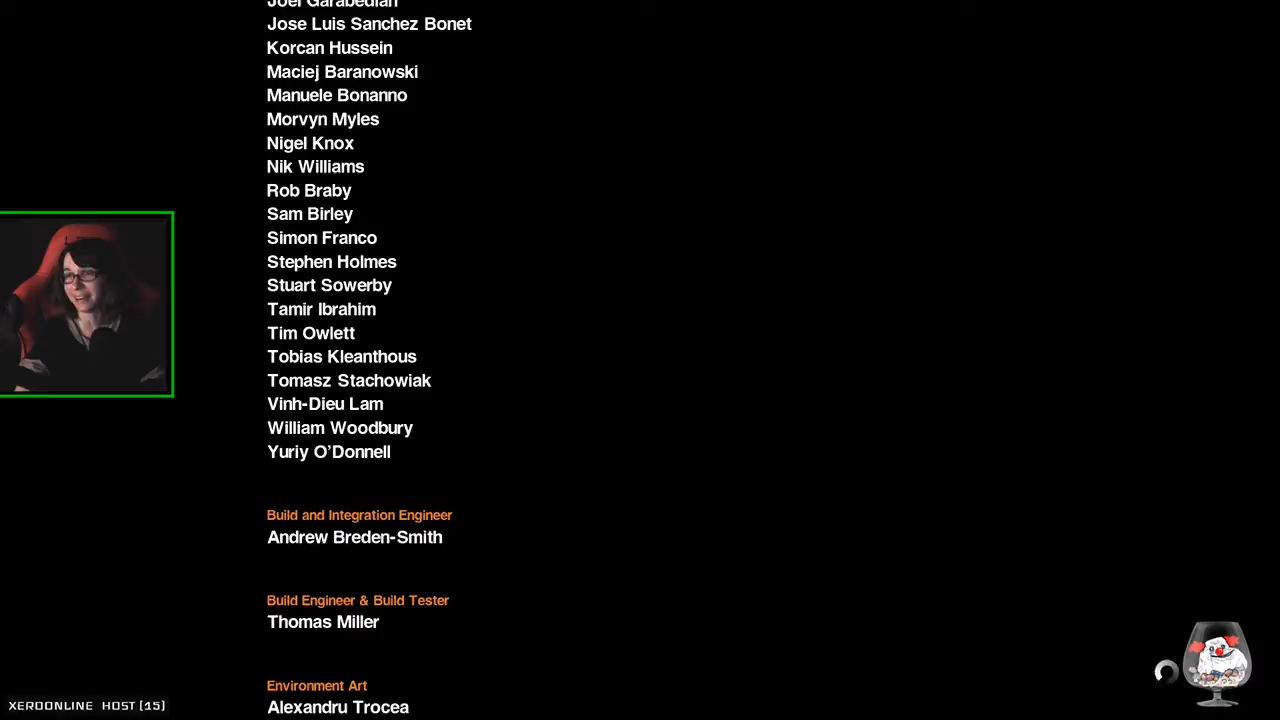 Joel Garabedian
Jose Luis Sanchez Bonet
Korcan Hussein
Maciej Baranowski
Manuele Bonanno
Morvyn Myles
Nigel Knox
Nik Williams
Rob Braby
Sam Birley
Simon Franco
Stephen Holmes
Stuart Sowerby
Tamir Ibrahim
Tim Owlett
Tobias Kleanthous
Tomasz Stachowiak
Vinh-Dieu Lam
William Woodbury
Yuriy O’Donnell
Build and Integration Engineer
Andrew Breden-Smith
Build Engineer & Build Tester
Thomas Miller
Environment Art
Alexandru Trocea
XEROONLINE HOST [15]